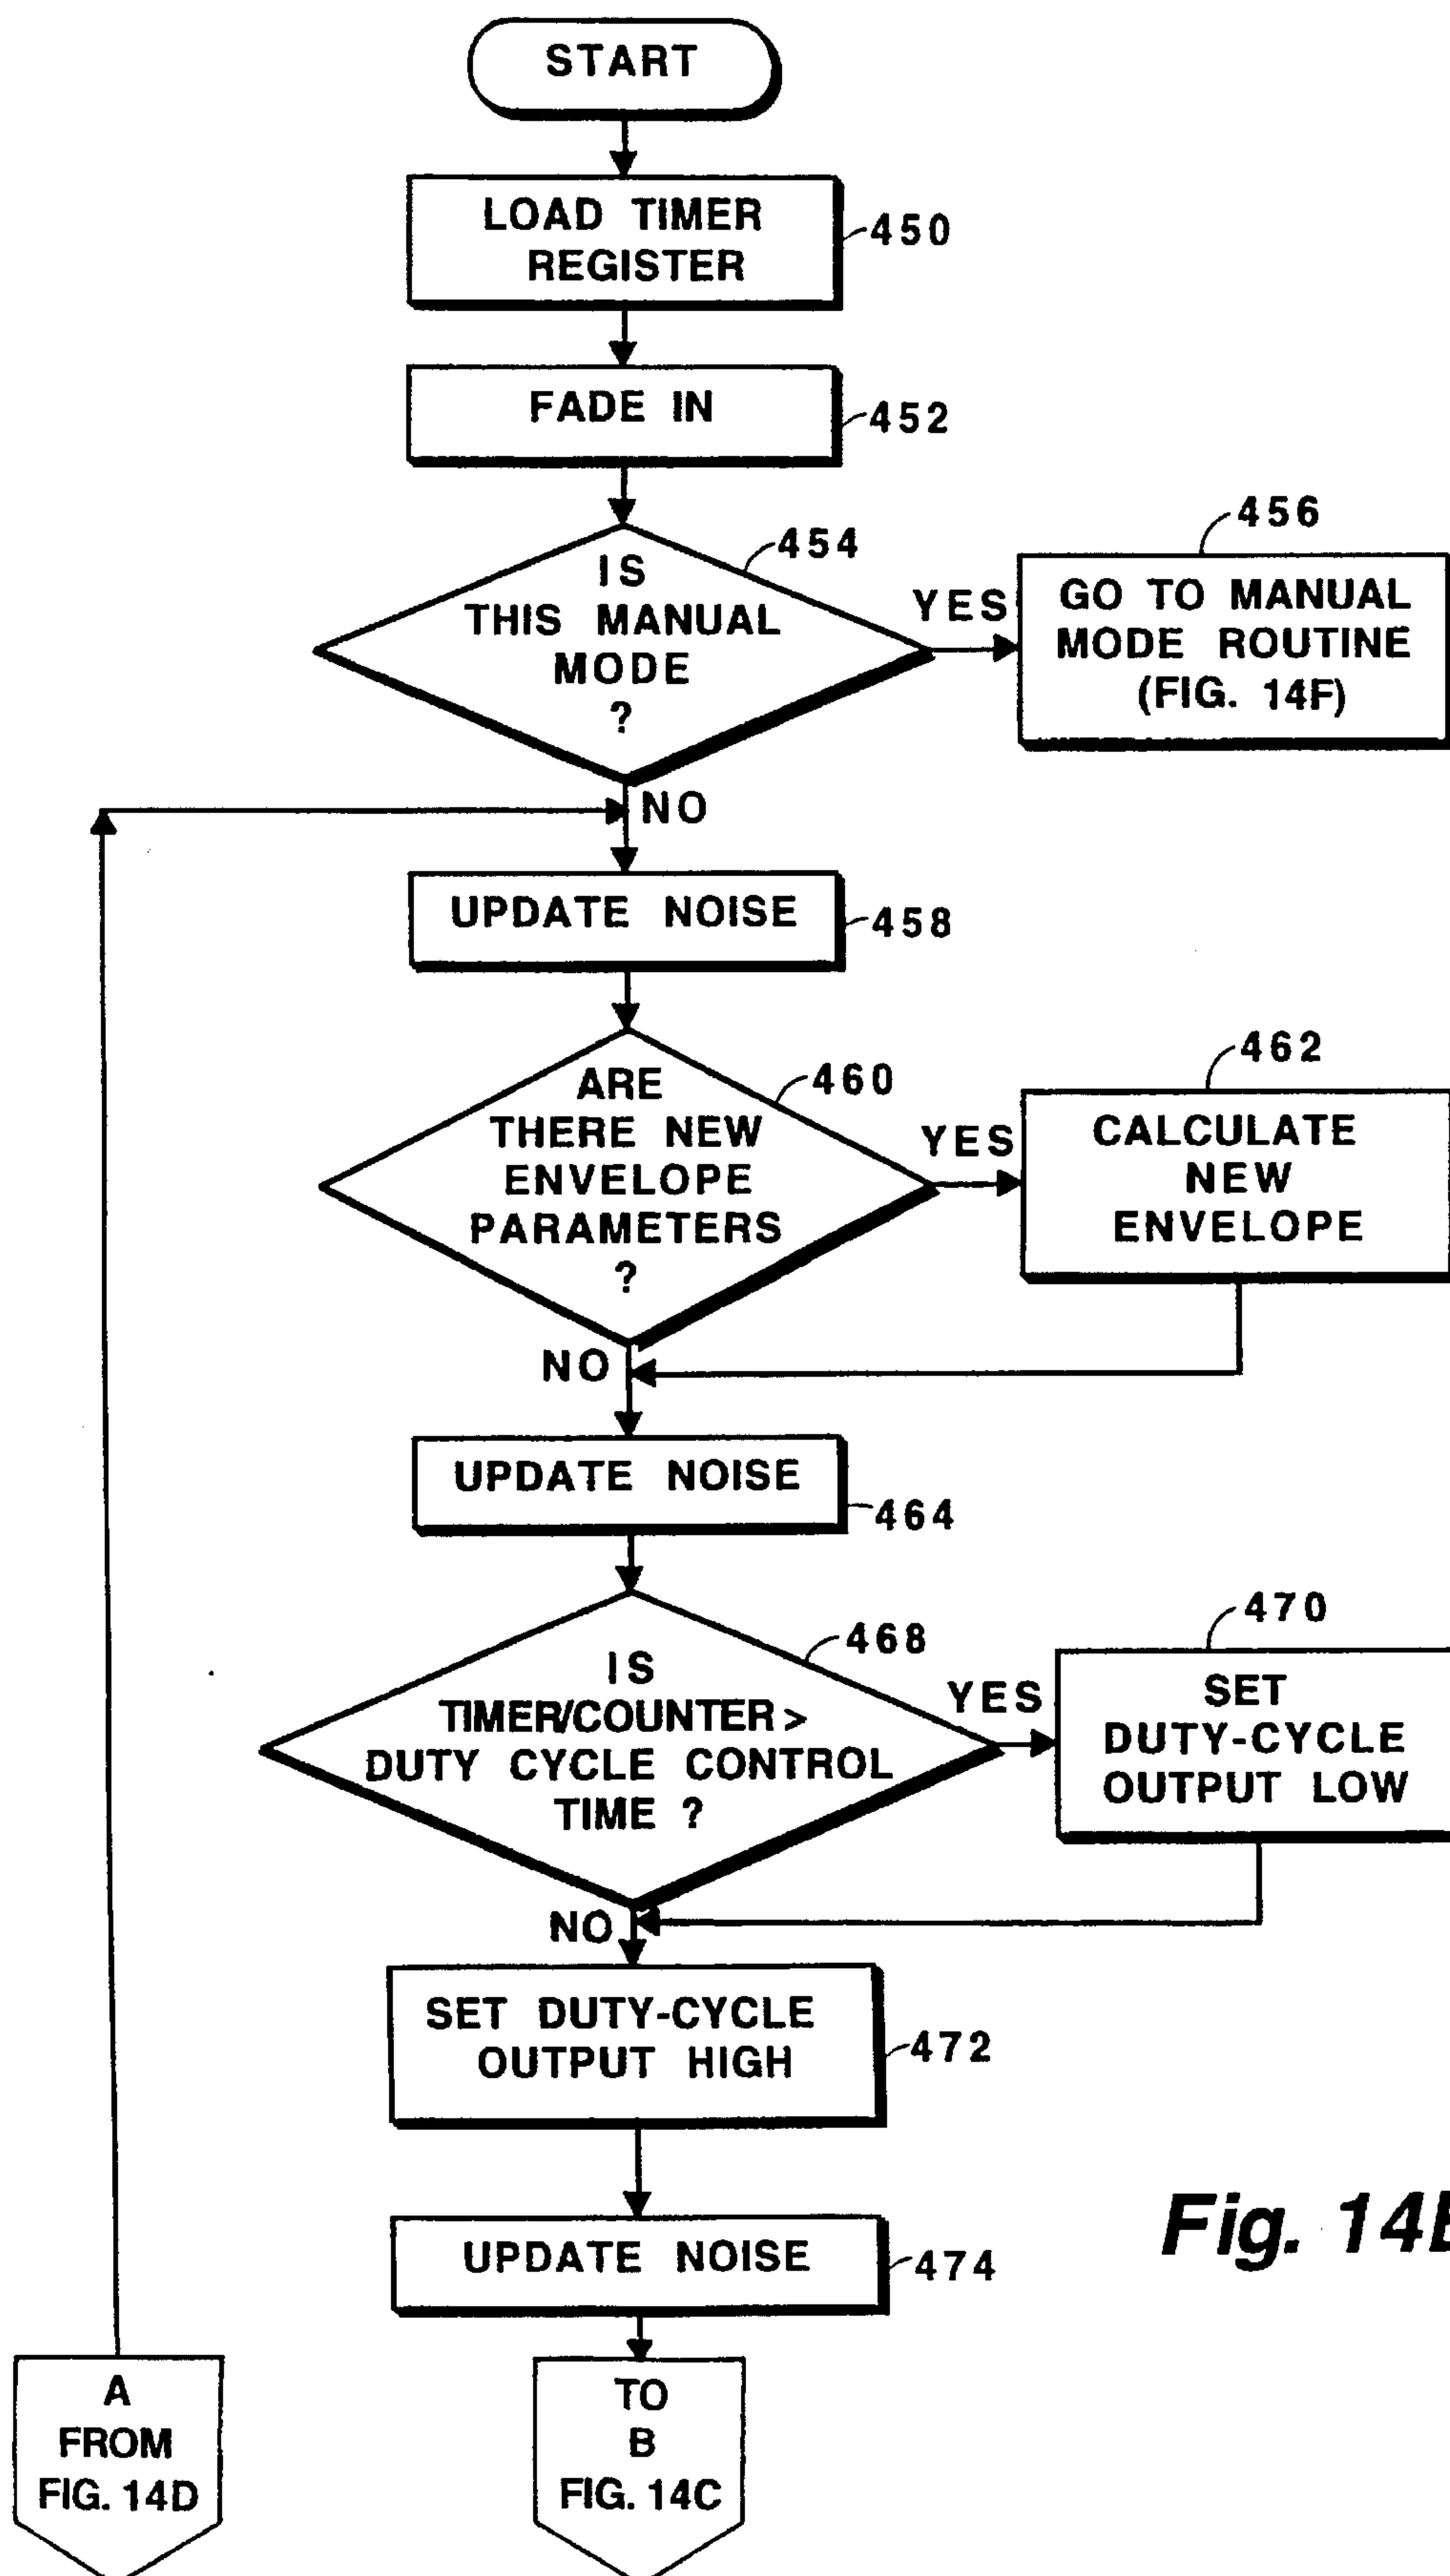 START
LOAD TIMER
REGISTER
450
FADE IN
452
IS
THIS MANUAL
MODE
?
454
YES
456
GO TO MANUAL
MODE ROUTINE
(FIG. 14F)
NO
UPDATE NOISE
458
ARE
THERE NEW
ENVELOPE
PARAMETERS
?
460
YES
462
CALCULATE
NEW
ENVELOPE
NO
UPDATE NOISE
464
IS
TIMER/COUNTER >
DUTY CYCLE CONTROL
TIME ?
468
YES
470
SET
DUTY-CYCLE
OUTPUT LOW
NO
SET DUTY-CYCLE
OUTPUT HIGH
472
UPDATE NOISE
474
Fig.
A
FROM
FIG. 14D
TO
B
FIG. 14C